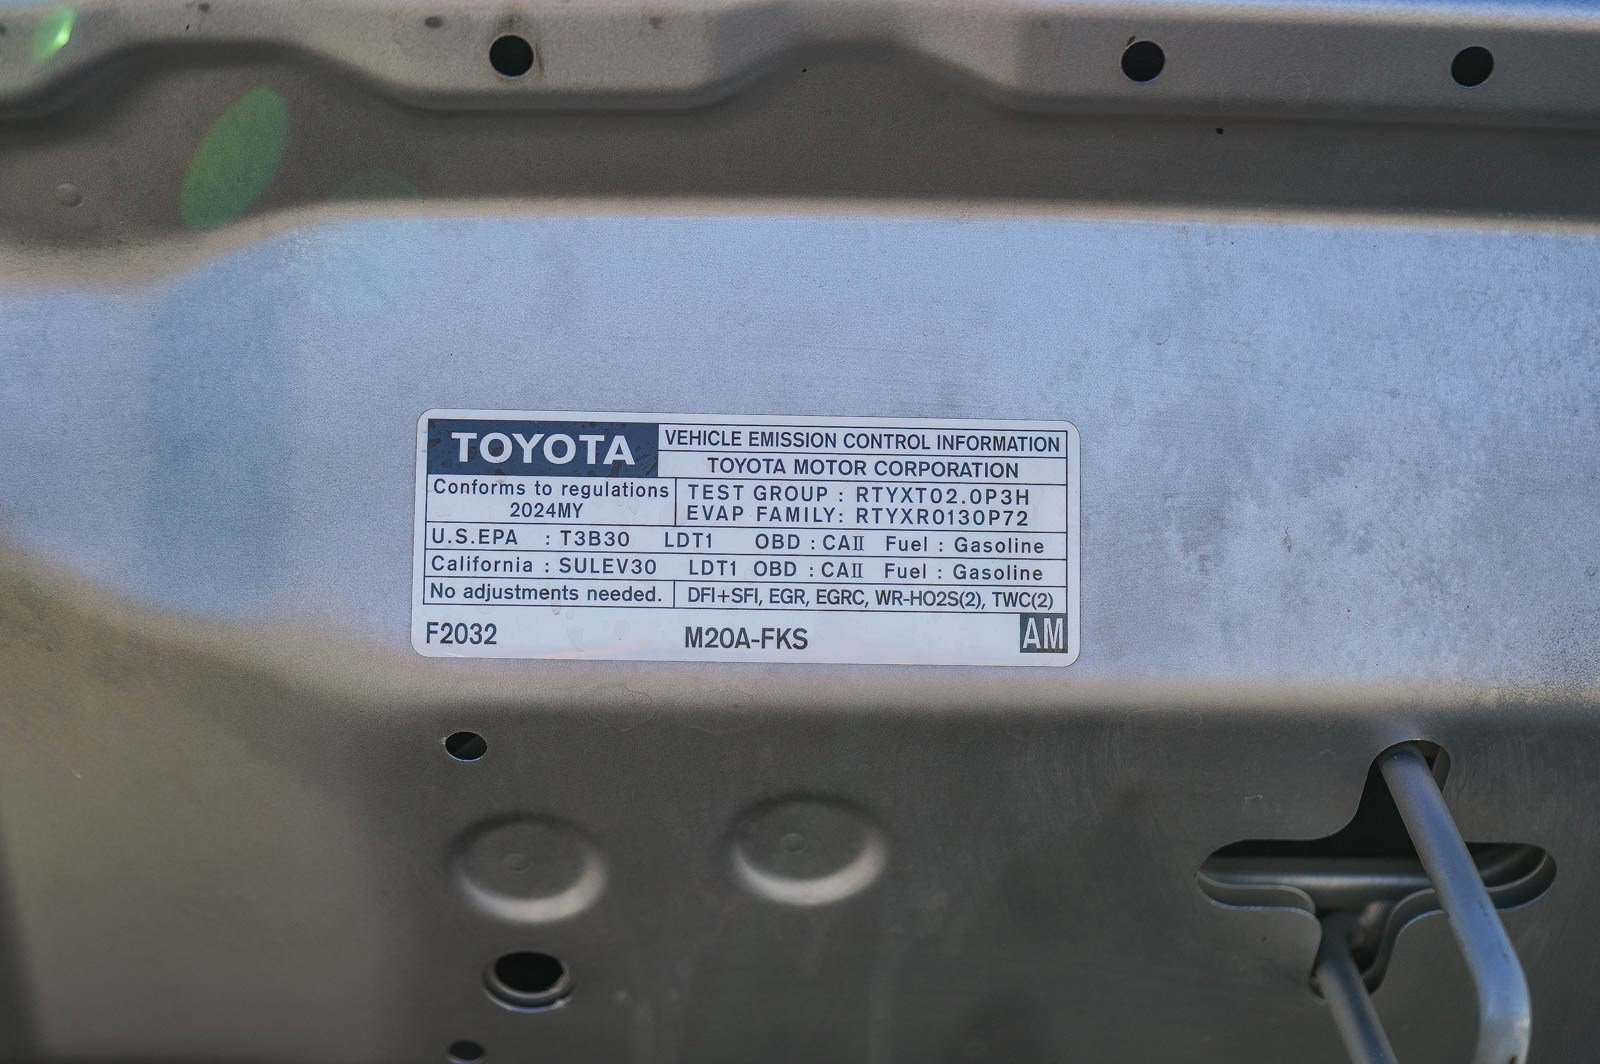 TOYOTA VEHICLE EMISSION CONTROL INFORMATION
TOYOTA MOTOR CORPORATION
Conforms to regulations
2024MY
TEST GROUP : RTYXT02.0P3H
EVAP FAMILY: RTYXR0130P72
U.S.EPA : T3B30 LDT1 OBD : CAⅡ Fuel : Gasoline
California : SULEV30 LDT1 OBD : CAⅡ Fuel : Gasoline
No adjustments needed. DFI+SFI, EGR, EGRC, WR-HO2S(2), TWC(2)
F2032 M20A-FKS AM